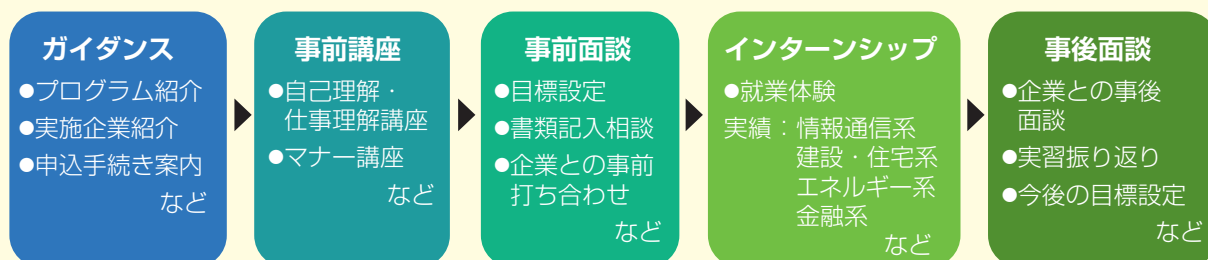 ガイダンス
●プログラム紹介
●実施企業紹介
●申込手続き案内
など
事前講座
●自己理解・
仕事理解講座
●マナー講座
など
事前面談
●目標設定
●書類記入相談
●企業との事前
打ち合わせ
など
インターンシップ
●就業体験
実績：情報通信系
建設・住宅系
エネルギー系
金融系
など
事後面談
●企業との事後
面談
●実習振り返り
●今後の目標設定
など